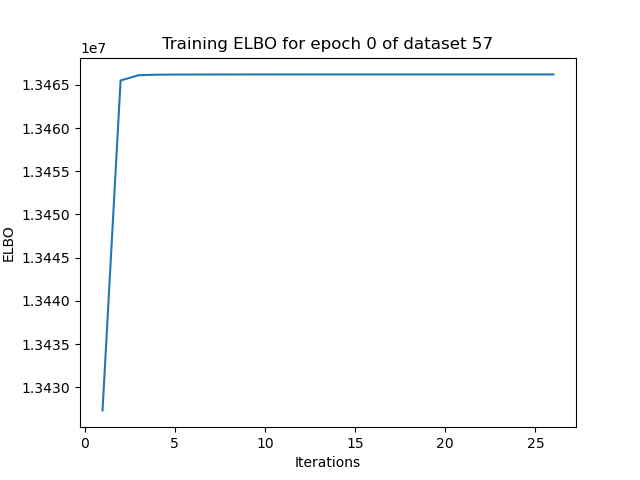 Training ELBO for epoch 0 of dataset 57
1e7
1.3465
1.3460
1.3455
1.3450
1.3445
1.3440
1.3435
1.3430
ELBO
0 5 10 15 20 25
Iterations